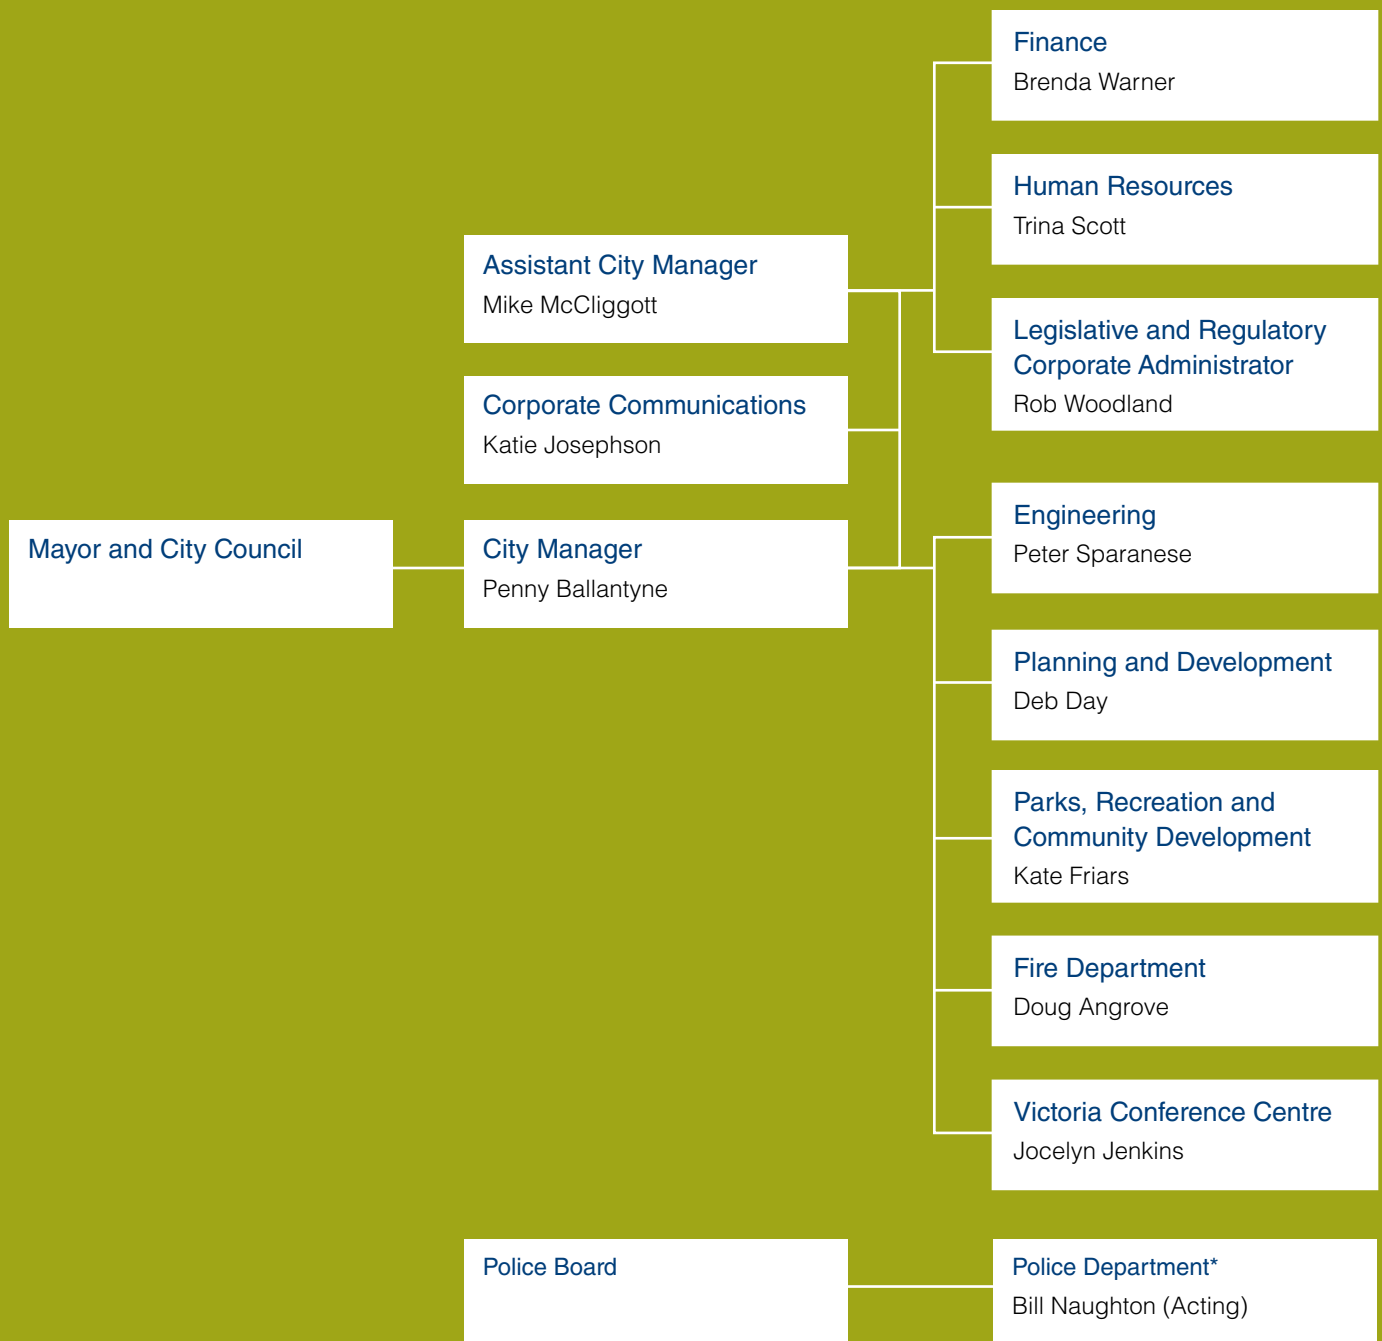 Finance
Brenda Warner
Human Resources
Trina Scott
Assistant City Manager
Mike McCliggott
Legislative and Regulatory
Corporate Administrator
Rob Woodland
Corporate Communications
Katie Josephson
Engineering
Peter Sparanese
Mayor and City Council
City Manager
Penny Ballantyne
Planning and Development
Deb Day
Parks, Recreation and
Community Development
Kate Friars
Fire Department
Doug Angrove
Victoria Conference Centre
Jocelyn Jenkins
Police Board
Police Department*
Bill Naughton (Acting)